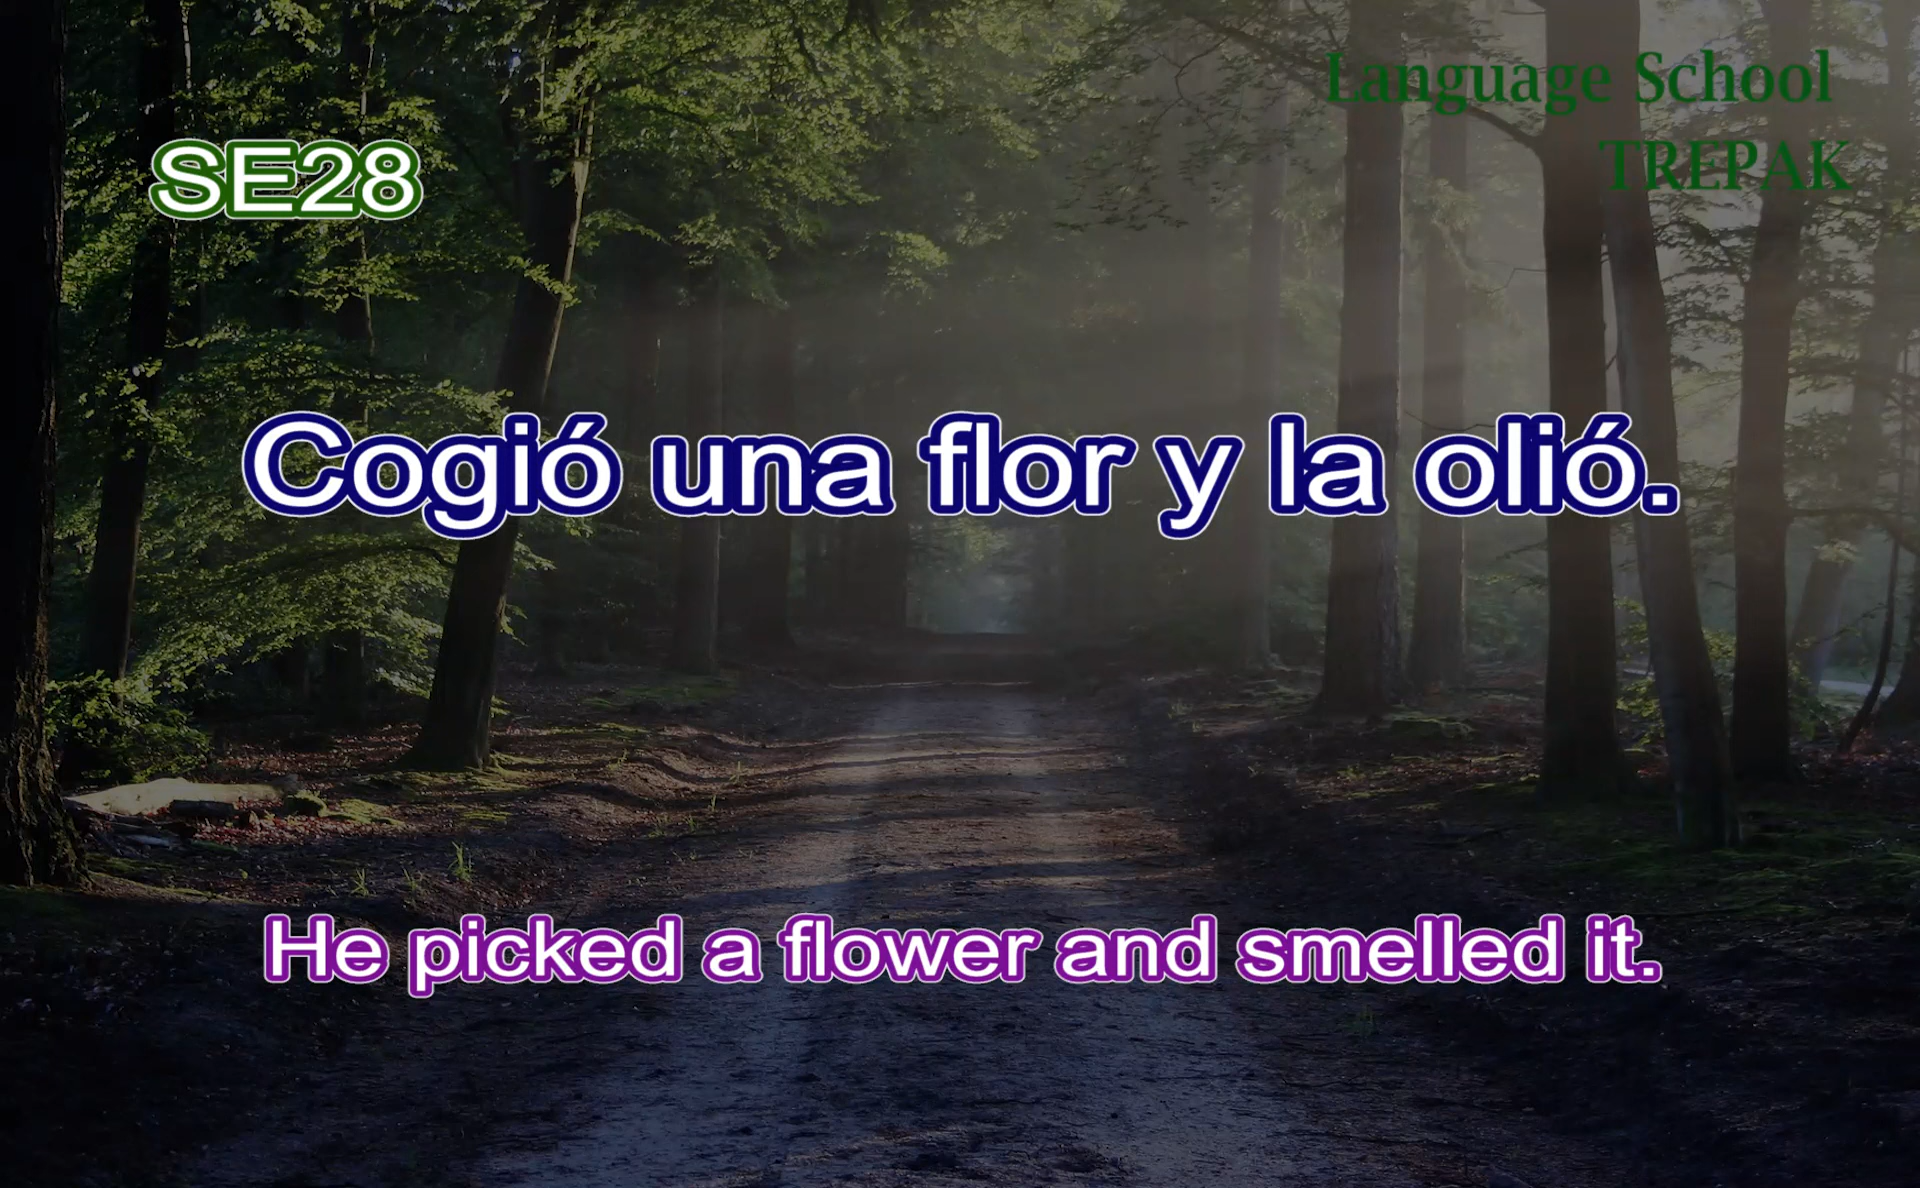 Language School
TREPAK
SE28
Cogió una flor y la olió.
He picked a flower and smelled it.